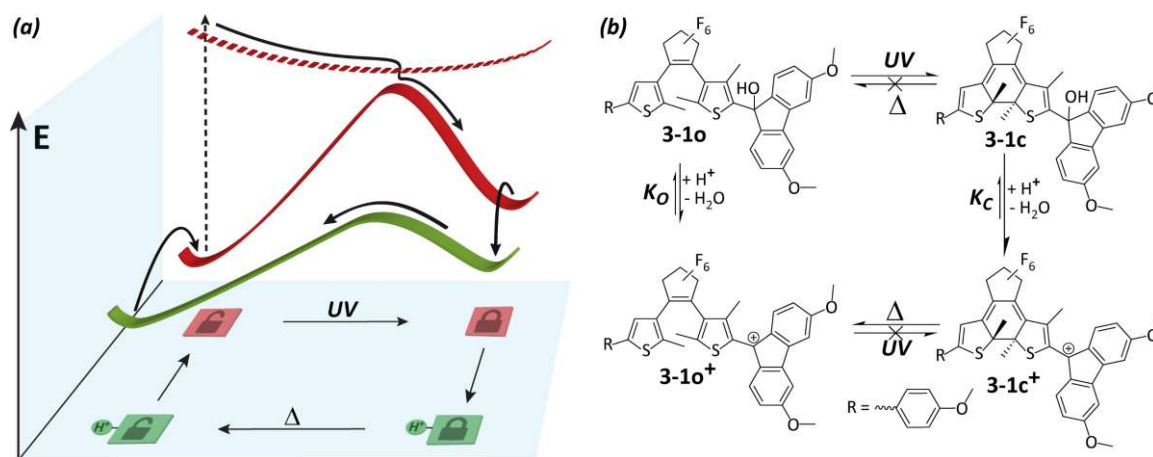 (a)
E
UV
Δ
H⁺
H⁺
(b)
F₆
HO
O
O
R
S
S
3-1o
UV
Δ
F₆
OH
O
O
R
S
S
3-1c
K_O
+ H⁺
- H₂O
K_C
+ H⁺
- H₂O
F₆
O
O
R
S
S
⊕
3-1o⁺
Δ
UV
F₆
O
O
R
S
S
⊕
3-1c⁺
R =
O